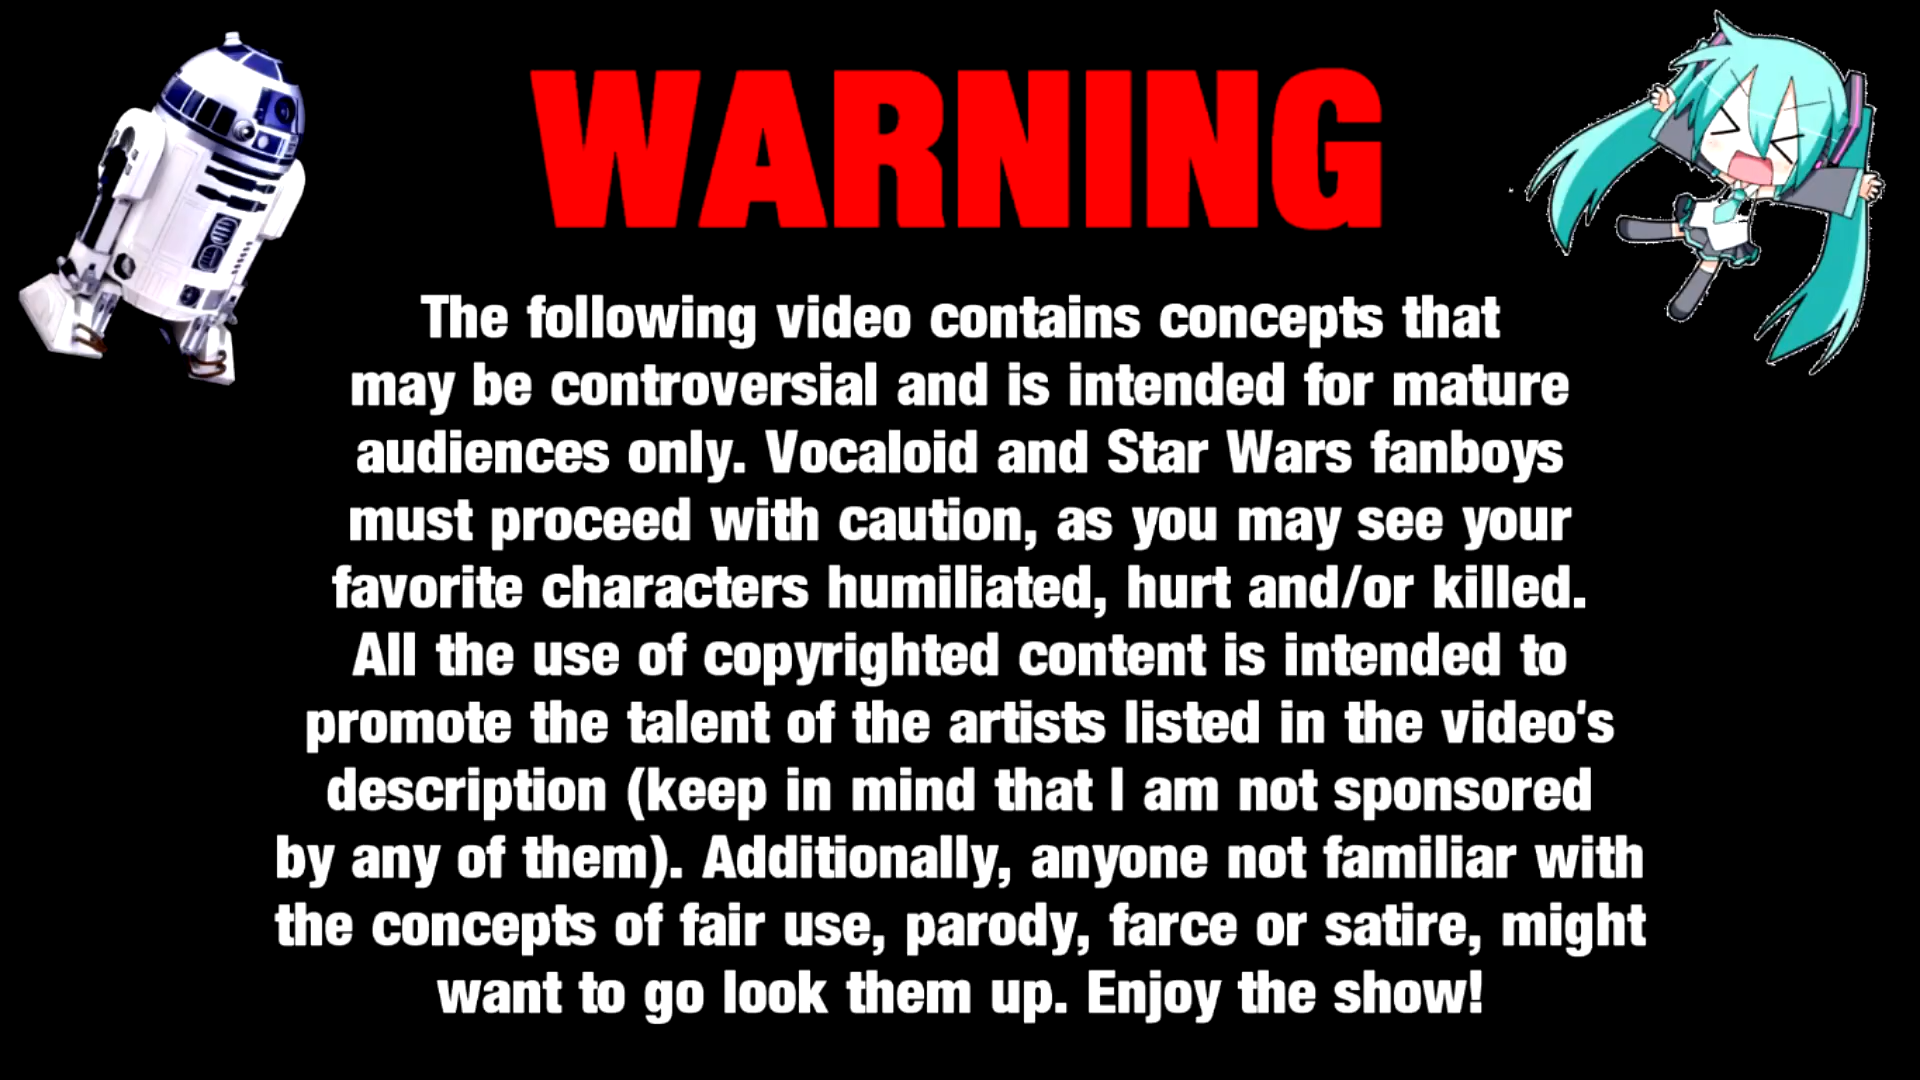 WARNING
The following video contains concepts that
may be controversial and is intended for mature
audiences only. Vocaloid and Star Wars fanboys
must proceed with caution, as you may see your
favorite characters humiliated, hurt and/or killed.
All the use of copyrighted content is intended to
promote the talent of the artists listed in the video's
description (keep in mind that I am not sponsored
by any of them). Additionally, anyone not familiar with
the concepts of fair use, parody, farce or satire, might
want to go look them up. Enjoy the show!